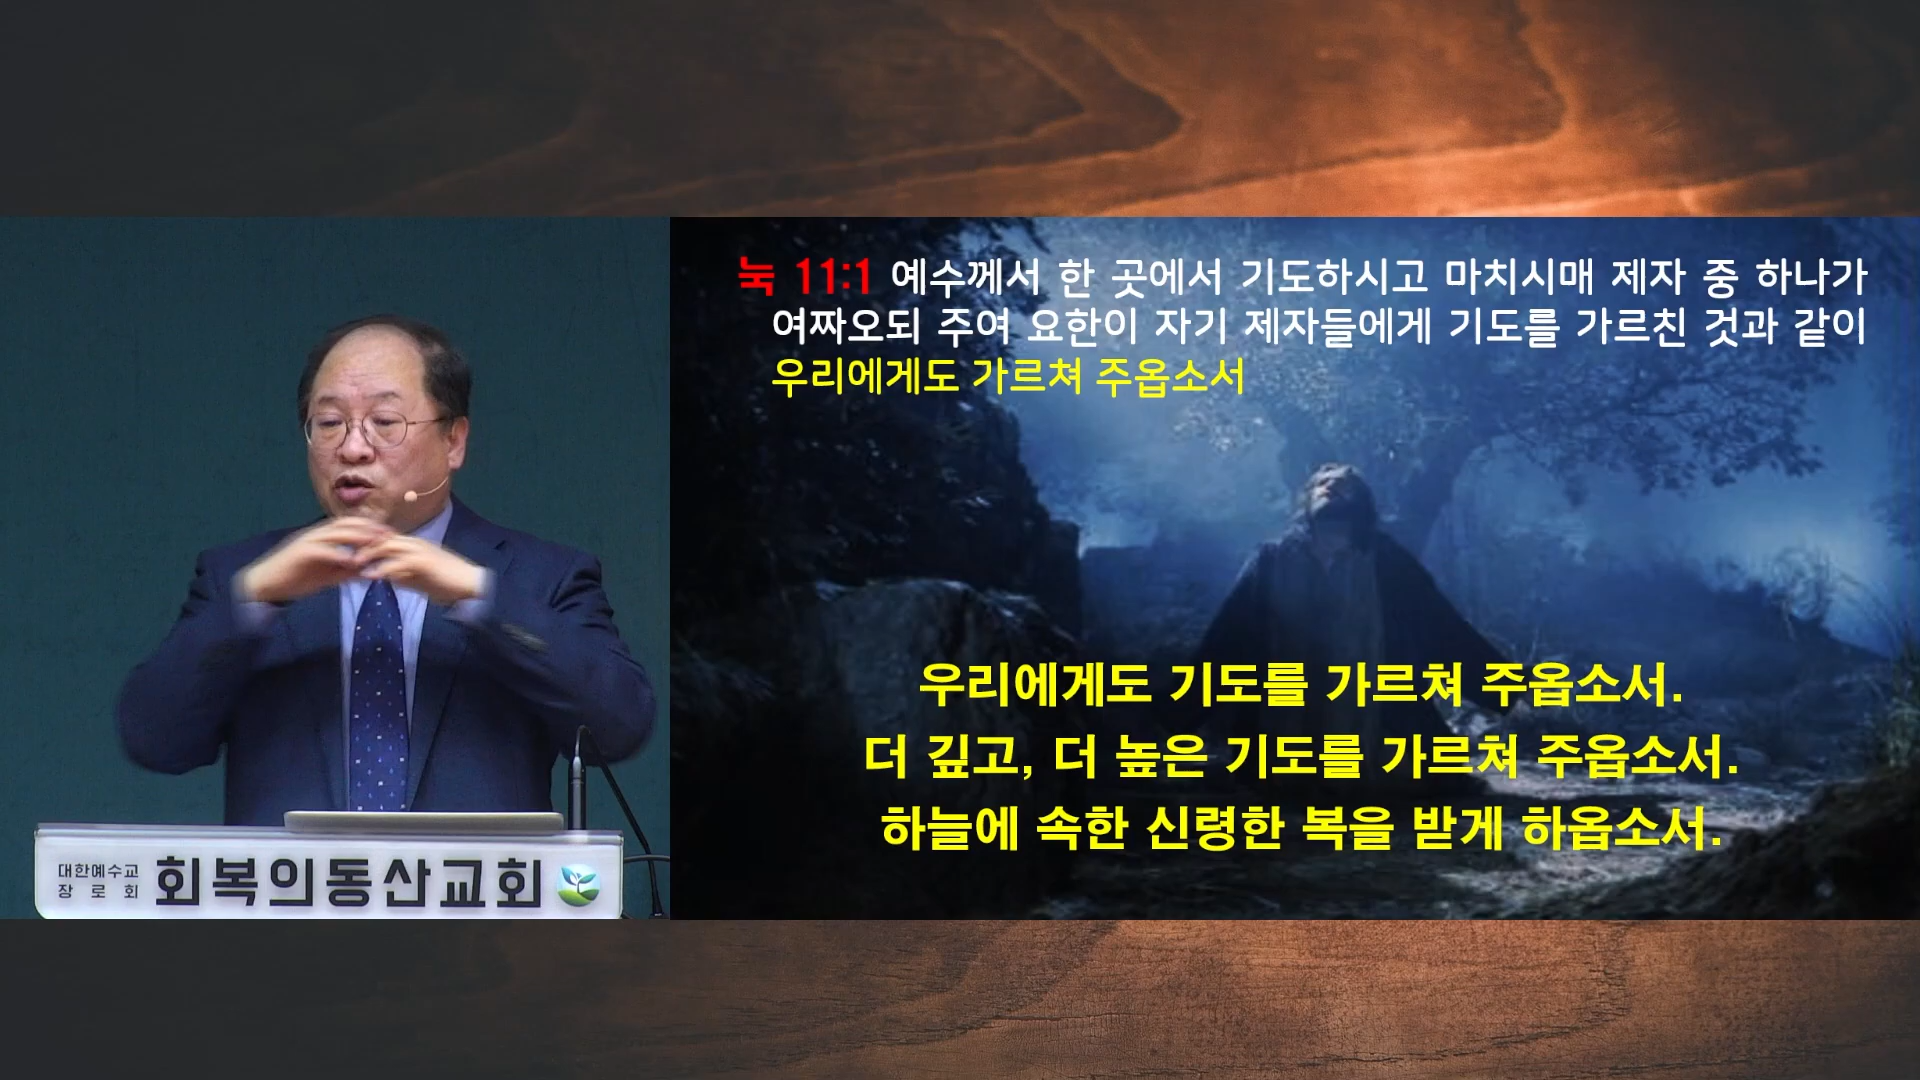 눅 11:1 예수께서 한 곳에서 기도하시고 마치시매 제자 중 하나가
여짜오되 주여 요한이 자기 제자들에게 기도를 가르친 것과 같이
우리에게도 가르쳐 주옵소서
우리에게도 기도를 가르쳐 주옵소서.
더 깊고, 더 높은 기도를 가르쳐 주옵소서.
하늘에 속한 신령한 복을 받게 하옵소서.
대한예수교
장로회
회복의동산교회